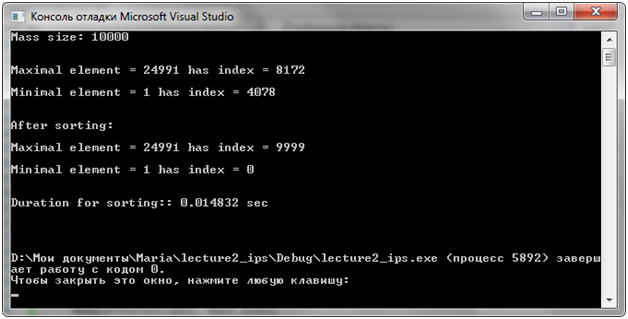 Консоль отладки Microsoft Visual Studio
Mass size: 10000
Maximal element = 24991 has index = 8172
Minimal element = 1 has index = 4078
After sorting:
Maximal element = 24991 has index = 9999
Minimal element = 1 has index = 0
Duration for sorting:: 0.014832 sec
D:\Мои документы\Maria\lecture2_ips\Debug\lecture2_ips.exe (процесс 5892) заверш
ает работу с кодом 0.
Чтобы закрыть это окно, нажмите любую клавишу: